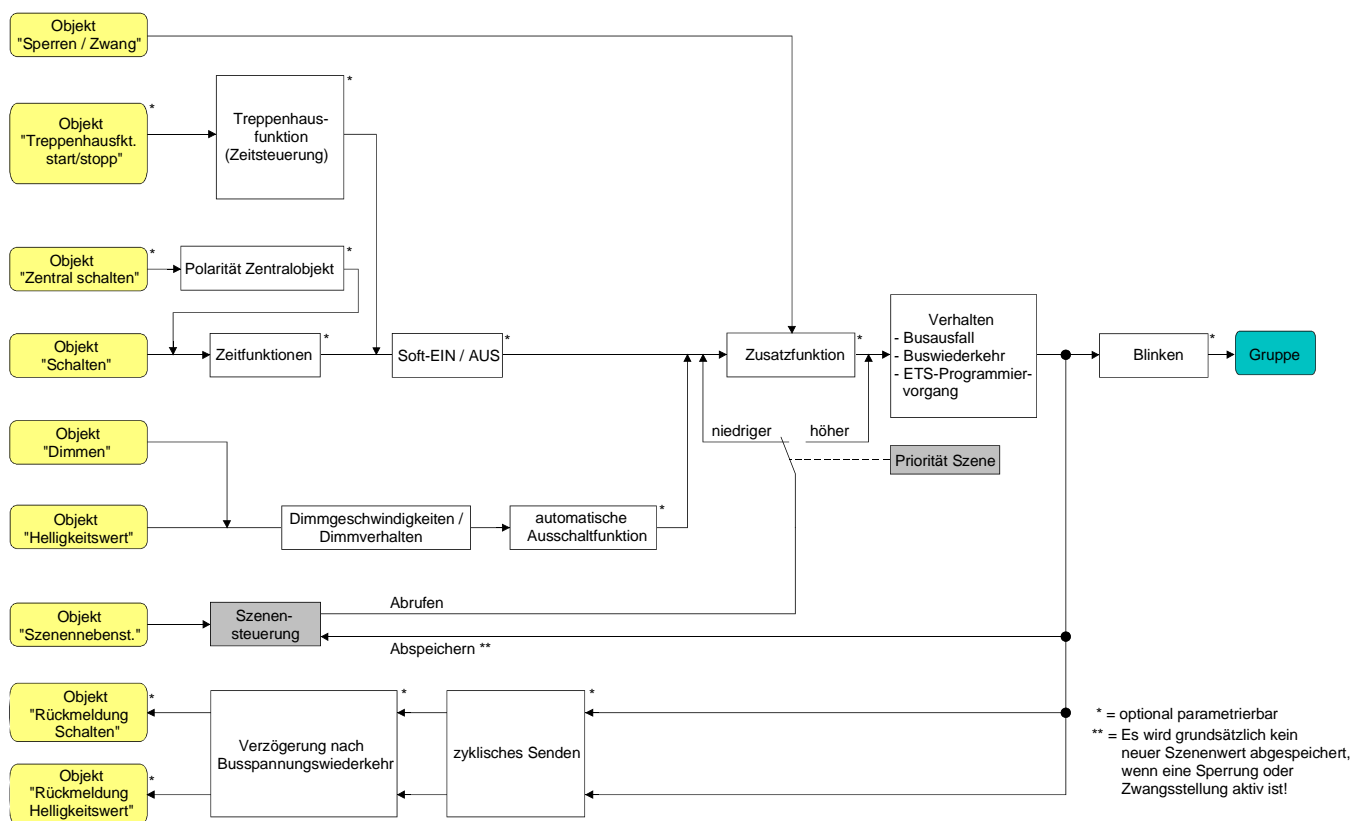 Objekt
"Sperren / Zwang"
*
Objekt
"Treppenhausfkt.
start/stopp"
*
Treppenhaus-
funktion
(Zeitsteuerung)
*
Objekt
"Zentral schalten"
*
Polarität Zentralobjekt
*
Objekt
"Schalten"
Zeitfunktionen
*
Soft-EIN / AUS
*
Zusatzfunktion
*
Verhalten
- Busausfall
- Buswiederkehr
- ETS-Programmier-
vorgang
Blinken
*
Gruppe
niedriger
höher
Priorität Szene
Objekt
"Dimmen"
Objekt
"Helligkeitswert"
Dimmgeschwindigkeiten /
Dimmverhalten
automatische
Ausschaltfunktion
*
Objekt
"Szenennebenst."
Szenen-
steuerung
Abrufen
Abspeichern **
Objekt
"Rückmeldung
Schalten"
*
Objekt
"Rückmeldung
Helligkeitswert"
*
Verzögerung nach
Busspannungswiederkehr
*
zyklisches Senden
*
* = optional parametrierbar
** = Es wird grundsätzlich kein
neuer Szenenwert abgespeichert,
wenn eine Sperrung oder
Zwangsstellung aktiv ist!